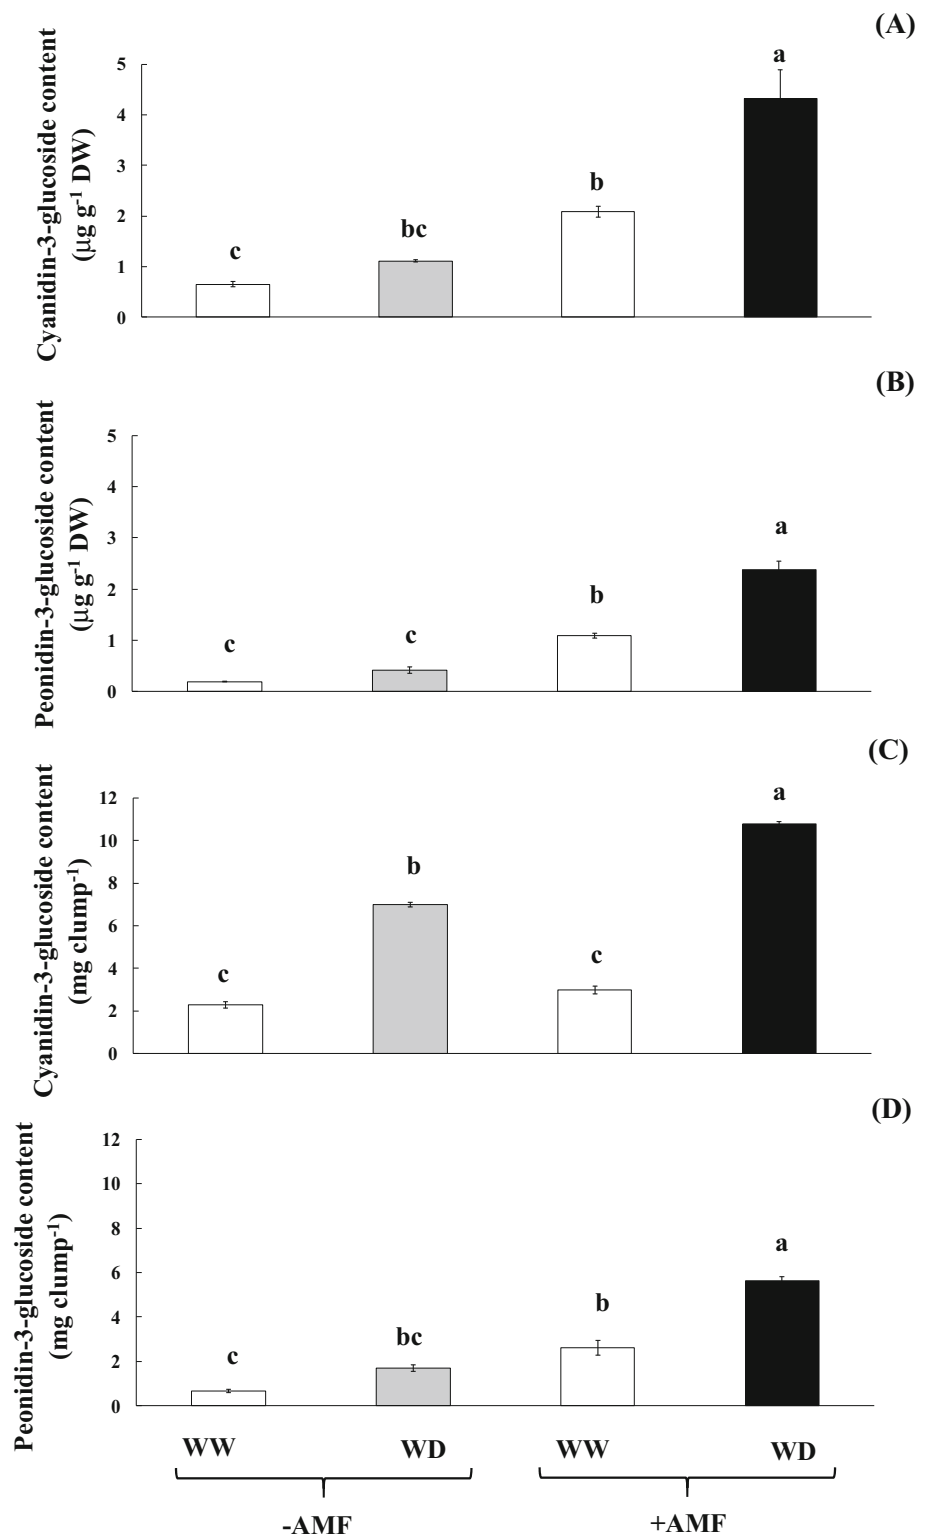 (A)
Cyanidin-3-glucoside content
(µg g⁻¹ DW)
5
4
3
2
1
0
c
bc
b
a
(B)
Peonidin-3-glucoside content
(µg g⁻¹ DW)
5
4
3
2
1
0
c
c
b
a
(C)
Cyanidin-3-glucoside content
(mg clump⁻¹)
12
10
8
6
4
2
0
c
b
c
a
(D)
Peonidin-3-glucoside content
(mg clump⁻¹)
12
10
8
6
4
2
0
c
bc
b
a
WW WD WW WD
-AMF +AMF